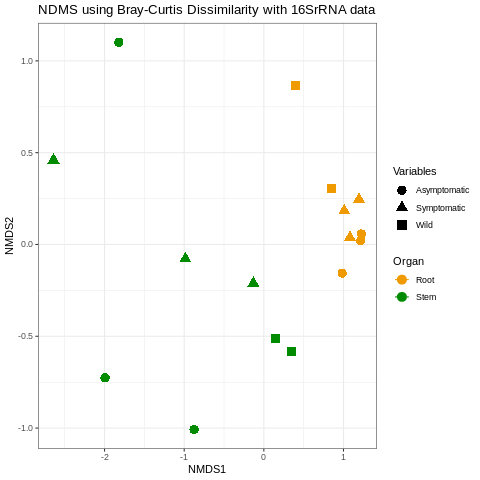 NDMS using Bray-Curtis Dissimilarity with 16SrRNA data
1.0
0.5
0.0
-0.5
-1.0
NMDS2
-2
-1
0
1
NMDS1
Variables
Asymptomatic
Symptomatic
Wild
Organ
Root
Stem